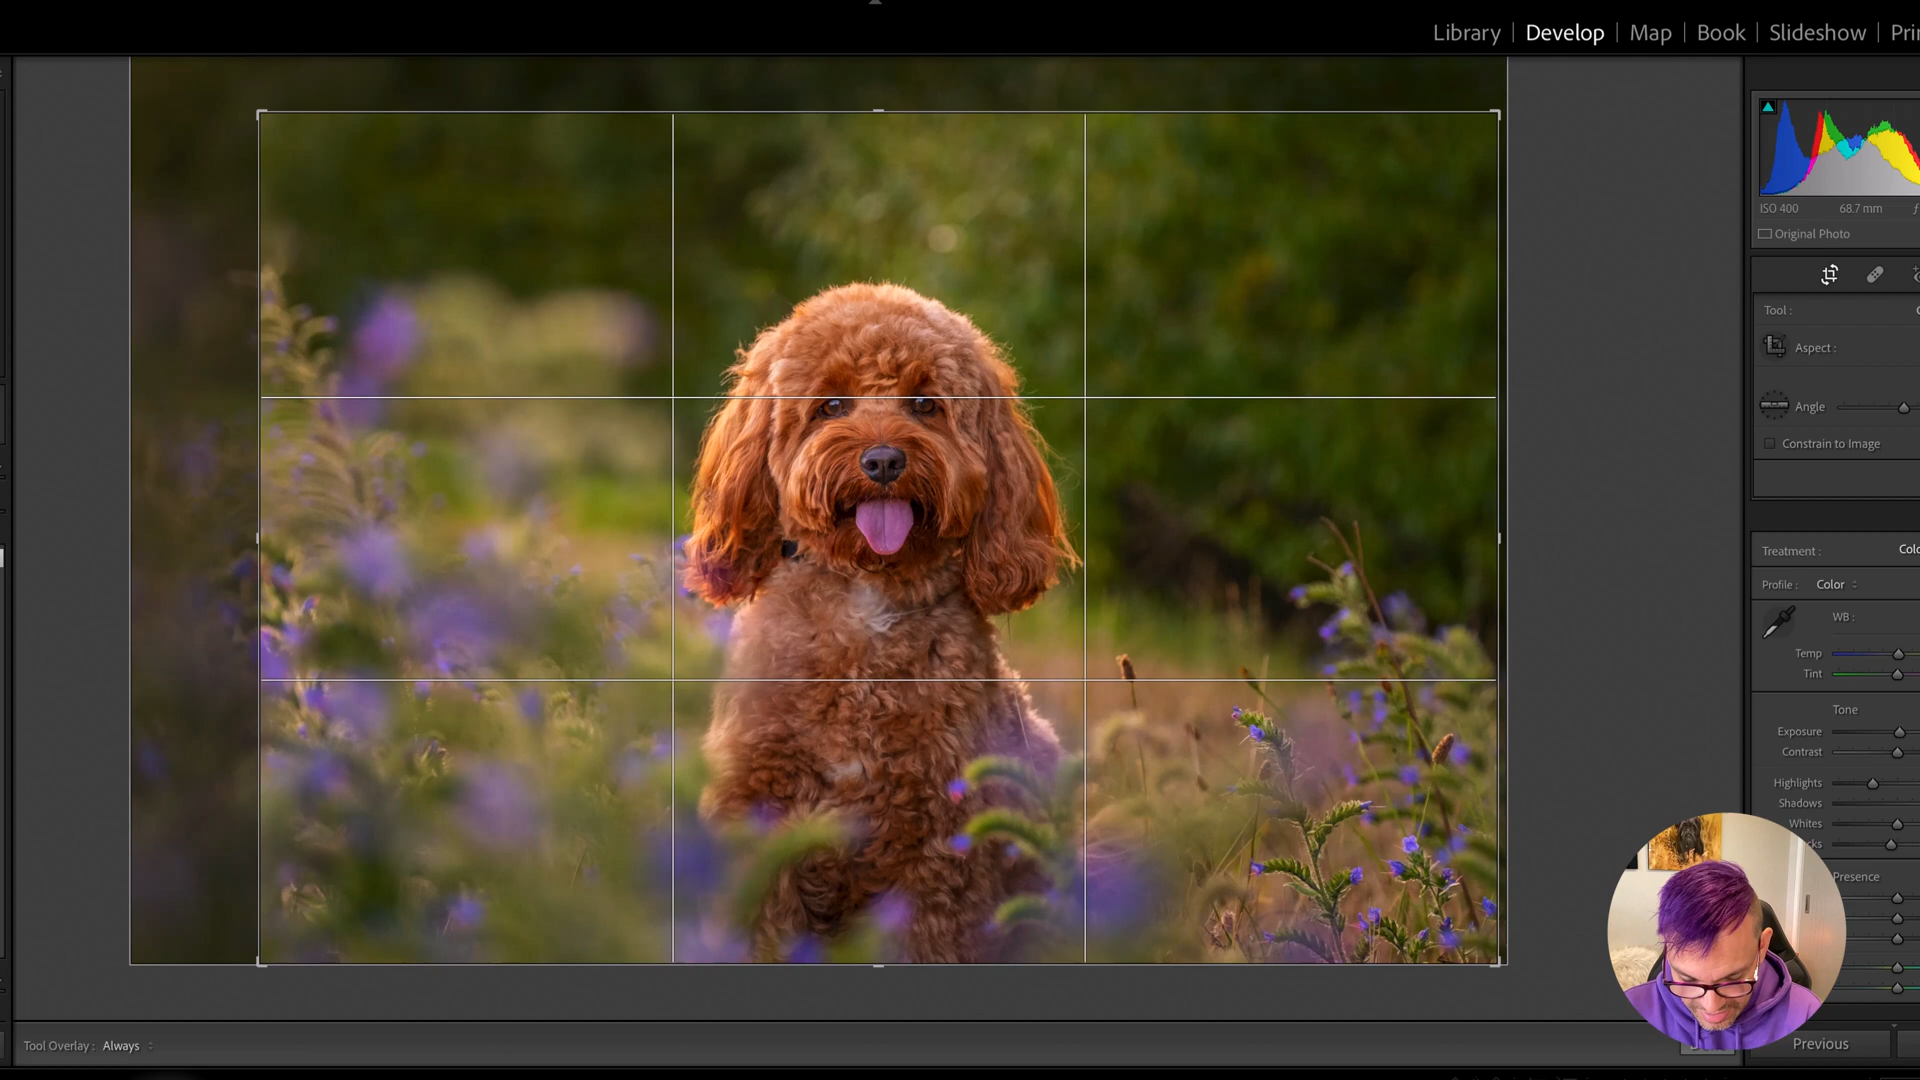 Library | Develop | Map | Book | Slideshow |
ISO 400 68.7 mm
Original Photo
Tool :
Aspect :
Angle
Constrain to Image
Treatment :
Profile : Color
WB :
Temp
Tint
Tone
Exposure
Contrast
Highlights
Shadows
Whites
Presence
Tool Overlay : Always
Previous